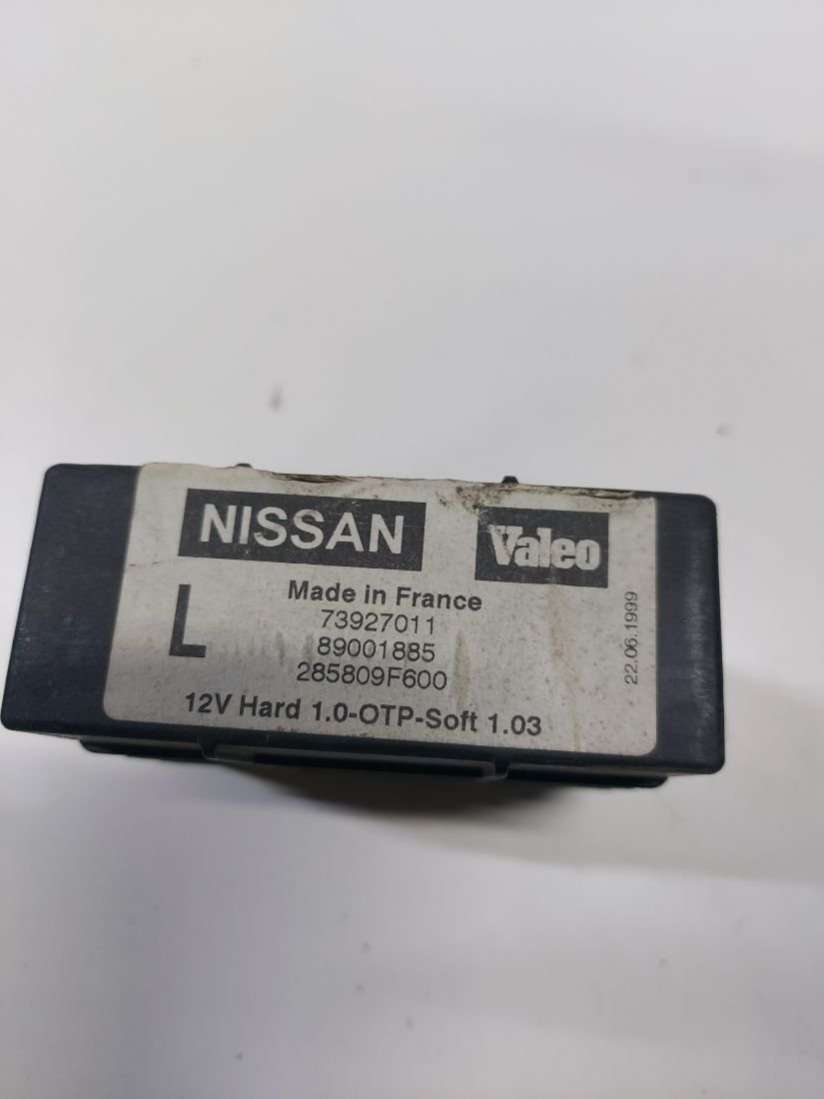 NISSAN
Valeo
Made in France
L
73927011
89001885
285809F600
12V Hard 1.0-OTP-Soft 1.03
22.06.1999